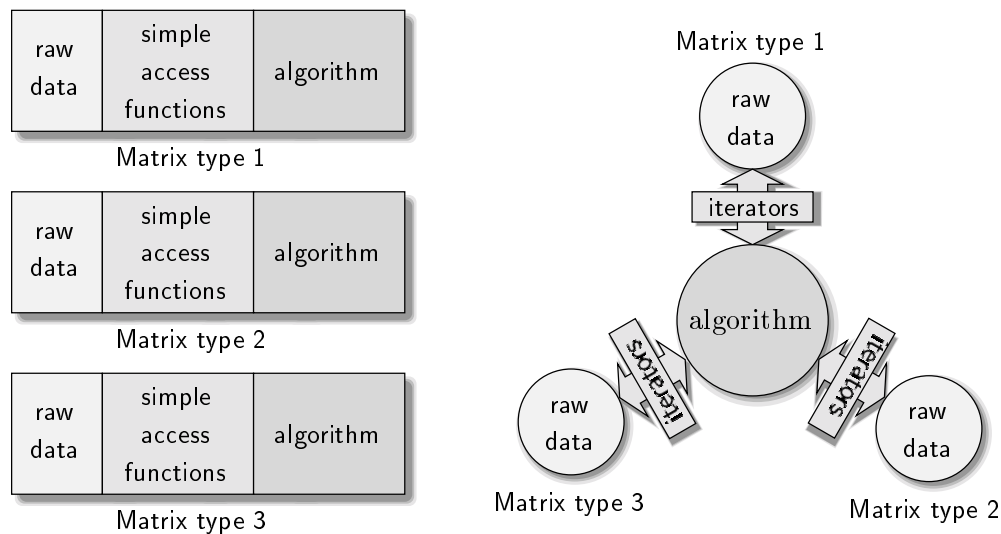 raw
data
simple
access
functions
algorithm
Matrix type 1
raw
data
simple
access
functions
algorithm
Matrix type 2
raw
data
simple
access
functions
algorithm
Matrix type 3
Matrix type 1
raw
data
iterators
algorithm
iterators
raw
data
Matrix type 3
iterators
raw
data
Matrix type 2